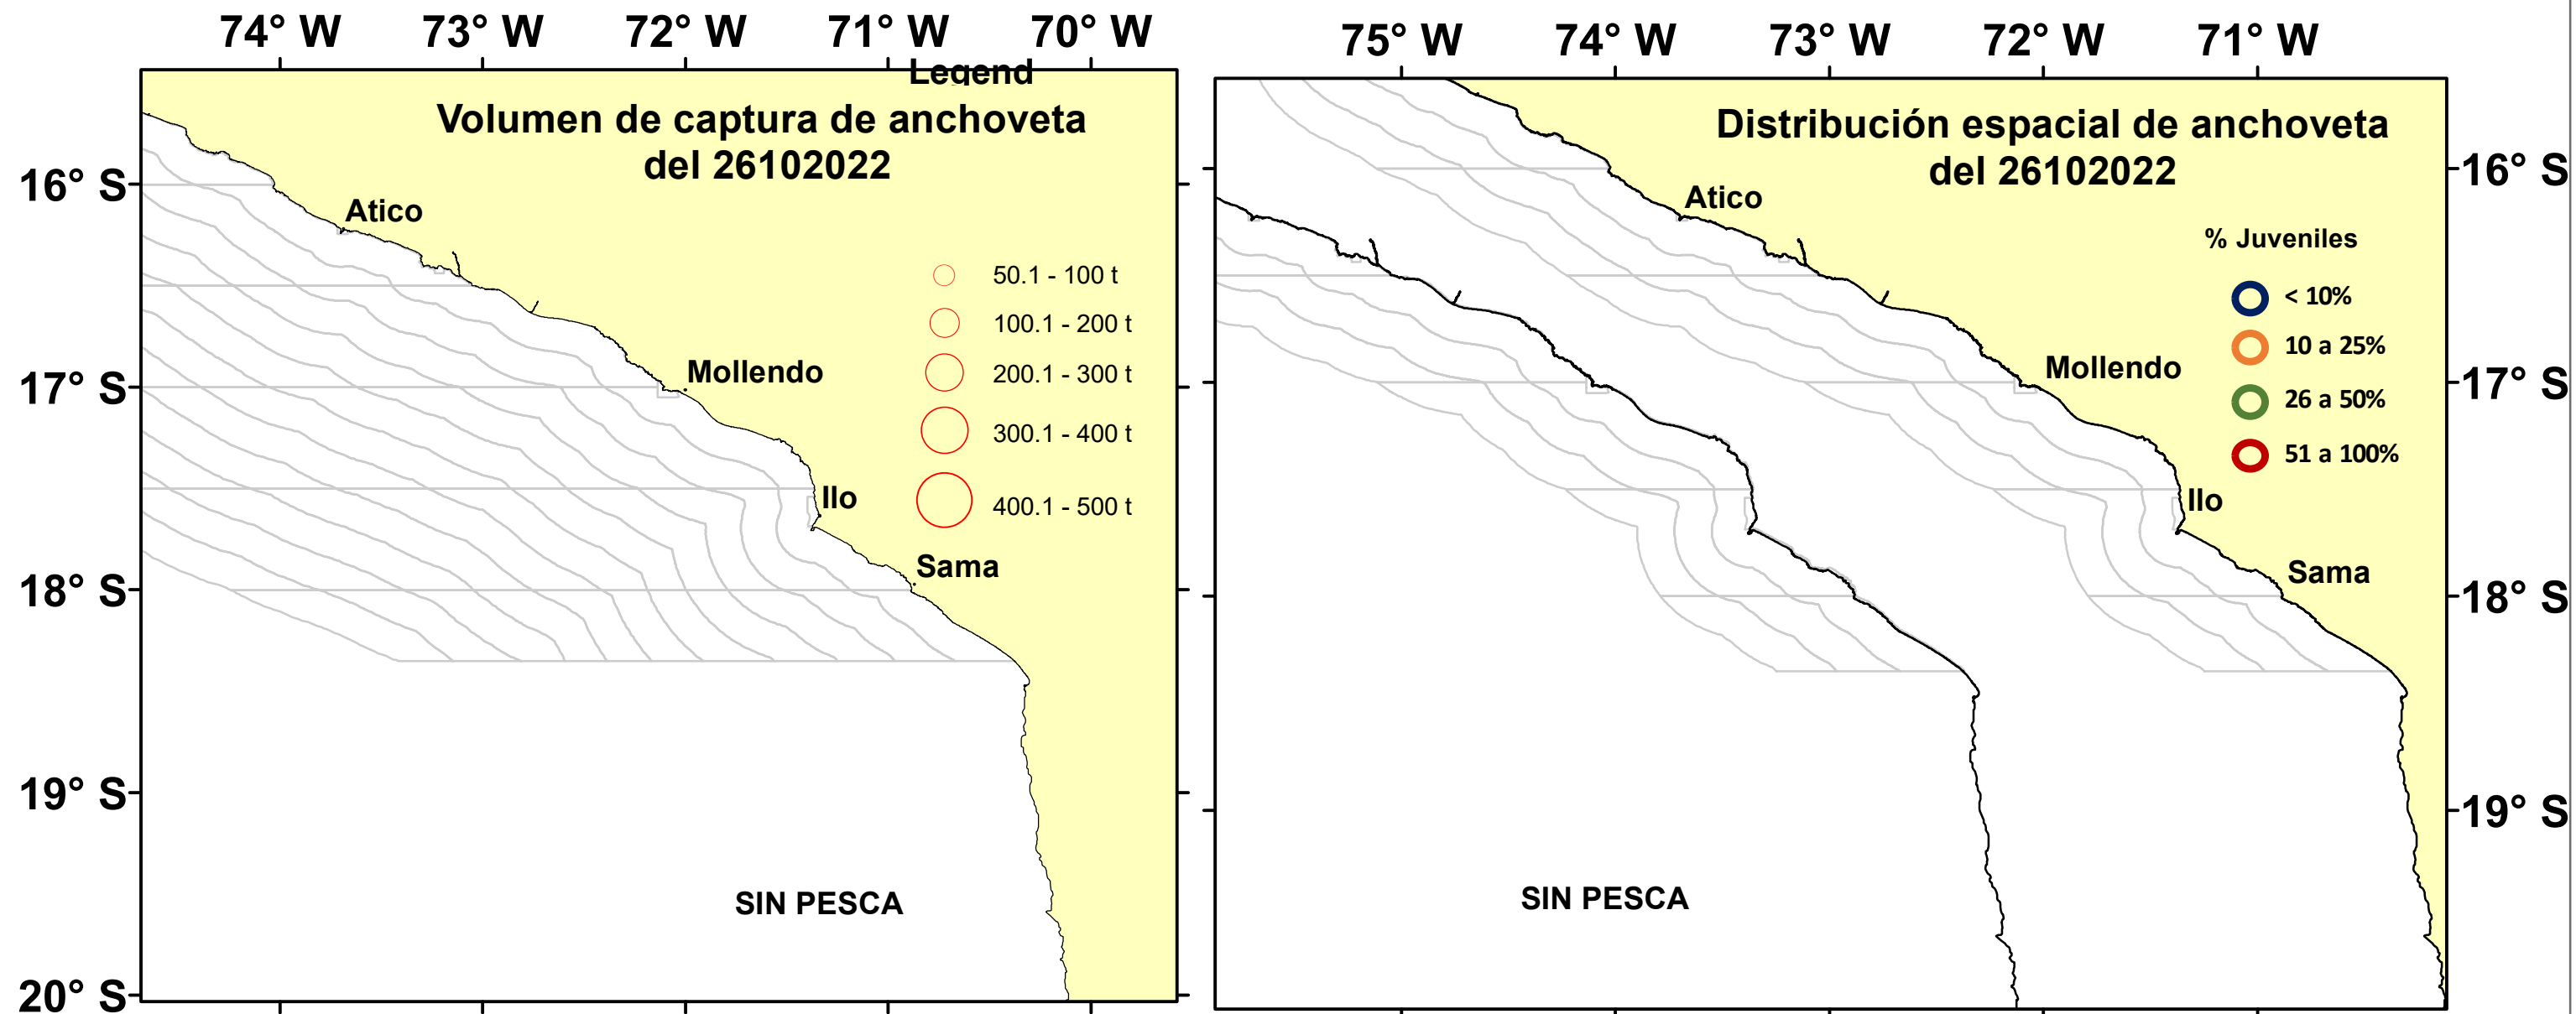 74° W 73° W 72° W 71° W 70° W
Legend
Volumen de captura de anchoveta
del 26102022
16° S
Atico
50.1 - 100 t
100.1 - 200 t
Mollendo
200.1 - 300 t
17° S
300.1 - 400 t
Ilo
400.1 - 500 t
Sama
18° S
19° S
SIN PESCA
20° S
75° W 74° W 73° W 72° W 71° W
Distribución espacial de anchoveta
del 26102022
16° S
Atico
% Juveniles
< 10%
10 a 25%
Mollendo
17° S
26 a 50%
51 a 100%
Ilo
Sama
18° S
19° S
SIN PESCA